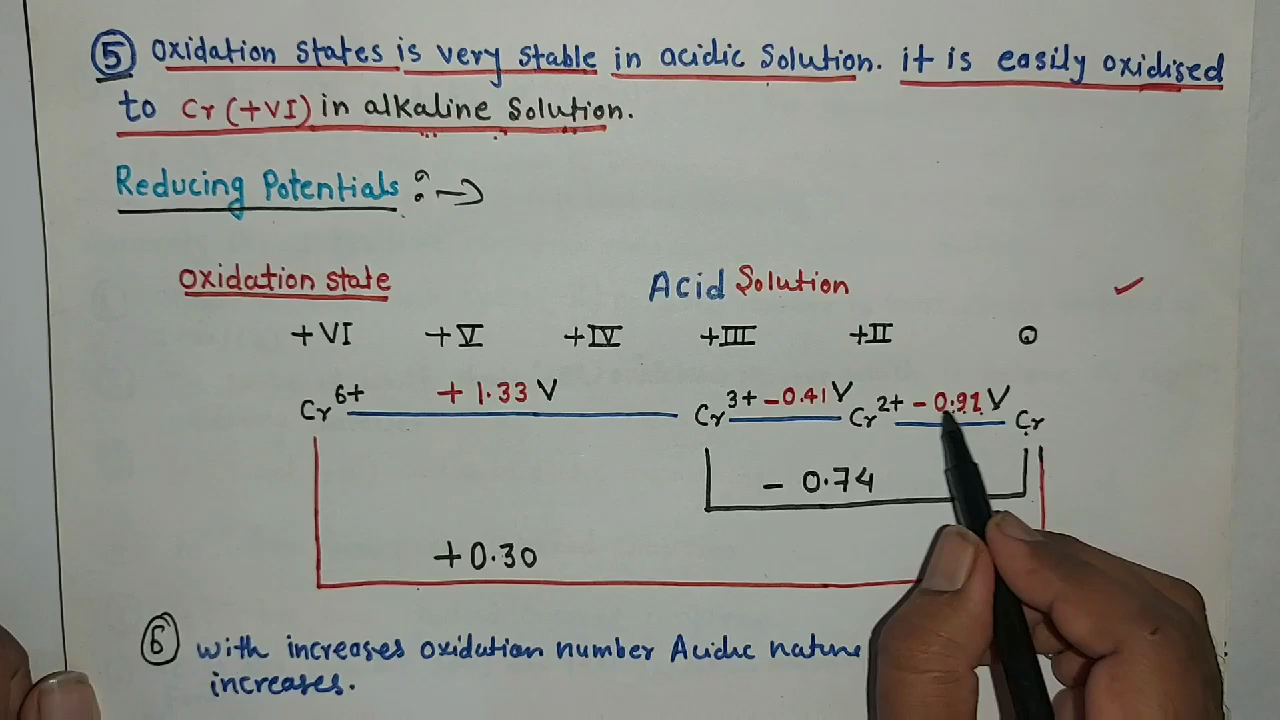 5 Oxidation States is very stable in acidic Solution. it is easily oxidised
to Cr (+VI) in alkaline Solution.
Reducing Potentials :→
Oxidation state Acid Solution
+VI +V +IV +III +II 0
Cr6+ +1.33 V Cr3+ -0.41V Cr2+ -0.91V Cr
- 0.74
+0.30
6 With increases oxidation number Acidic nature
increases.